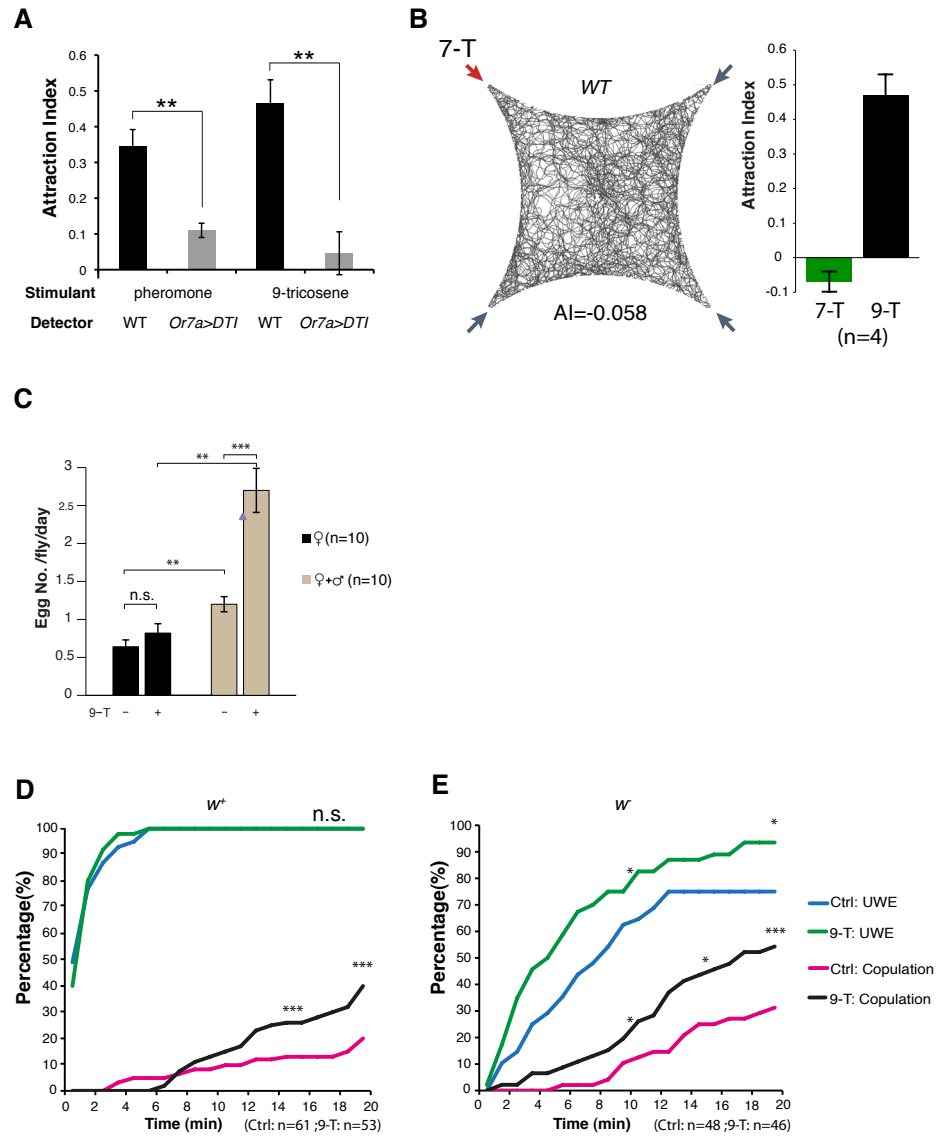 A
Attraction Index
0.6
0.5
0.4
0.3
0.2
0.1
0
**
**
Stimulant
pheromone
9-tricosene
Detector
WT
Or7a>DTI
WT
Or7a>DTI
B
7-T
WT
AI=-0.058
Attraction Index
0.6
0.5
0.4
0.3
0.2
0.1
0
-0.1
7-T
9-T
(n=4)
C
Egg No. /fly/day
3
2.5
2
1.5
1
0.5
0
n.s.
**
**
***
9−T
−
+
−
+
♀(n=10)
♀+♂ (n=10)
D
w+
n.s.
Percentage(%)
100
90
80
70
60
50
40
30
20
10
0
***
***
0 2 4 6 8 10 12 14 16 18 20
Time (min)
(Ctrl: n=61 ;9-T: n=53)
E
w-
Percentage(%)
100
90
80
70
60
50
40
30
20
10
0
*
*
*
*
***
0 2 4 6 8 10 12 14 16 18 20
Time (min)
(Ctrl: n=48 ;9-T: n=46)
Ctrl: UWE
9-T: UWE
Ctrl: Copulation
9-T: Copulation